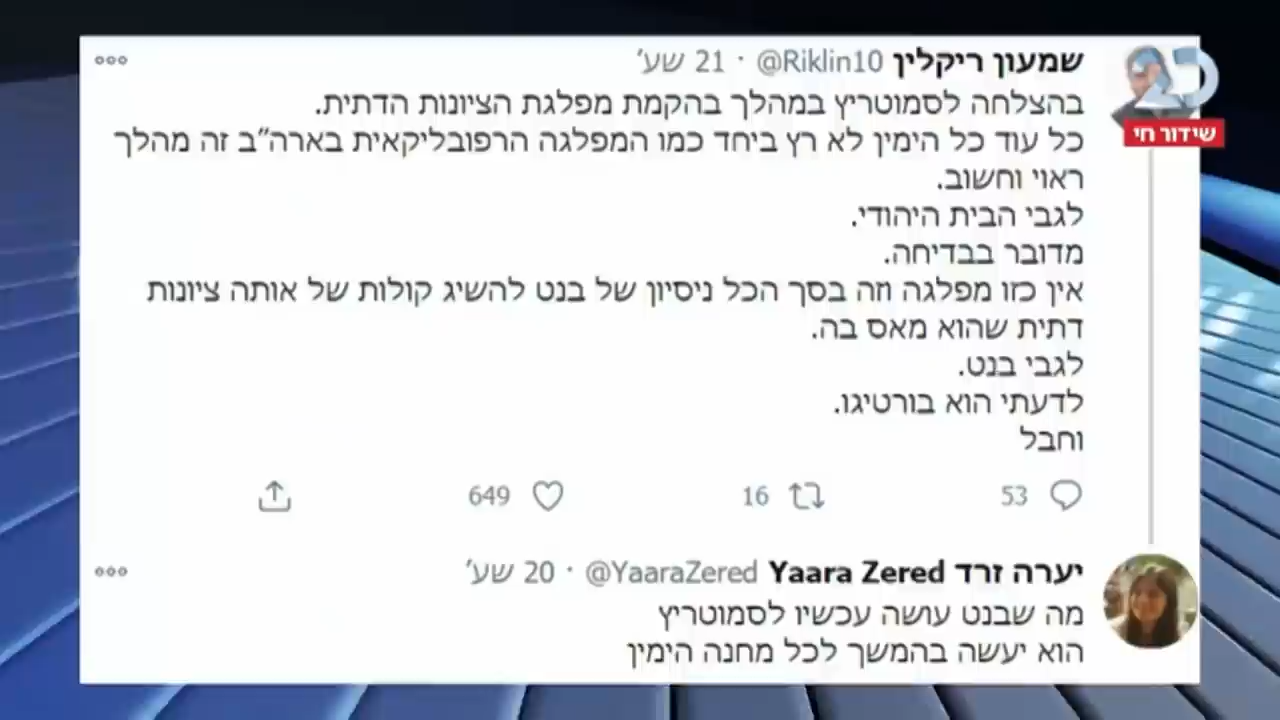 שמעון ריקלין @Riklin10 · 21 שע׳
20
שידור חי
בהצלחה לסמוטריץ במהלך בהקמת מפלגת הציונות הדתית.
כל עוד כל הימין לא רץ ביחד כמו המפלגה הרפובליקאית בארה״ב זה מהלך
ראוי וחשוב.
לגבי הבית היהודי.
מדובר בבדיחה.
אין כזו מפלגה וזה בסך הכל ניסיון של בנט להשיג קולות של אותה ציונות
דתית שהוא מאס בה.
לגבי בנט.
לדעתי הוא בורטיגו.
וחבל
53 16 649
יערה זרד Yaara Zered @YaaraZered · 20 שע׳
מה שבנט עושה עכשיו לסמוטריץ
הוא יעשה בהמשך לכל מחנה הימין